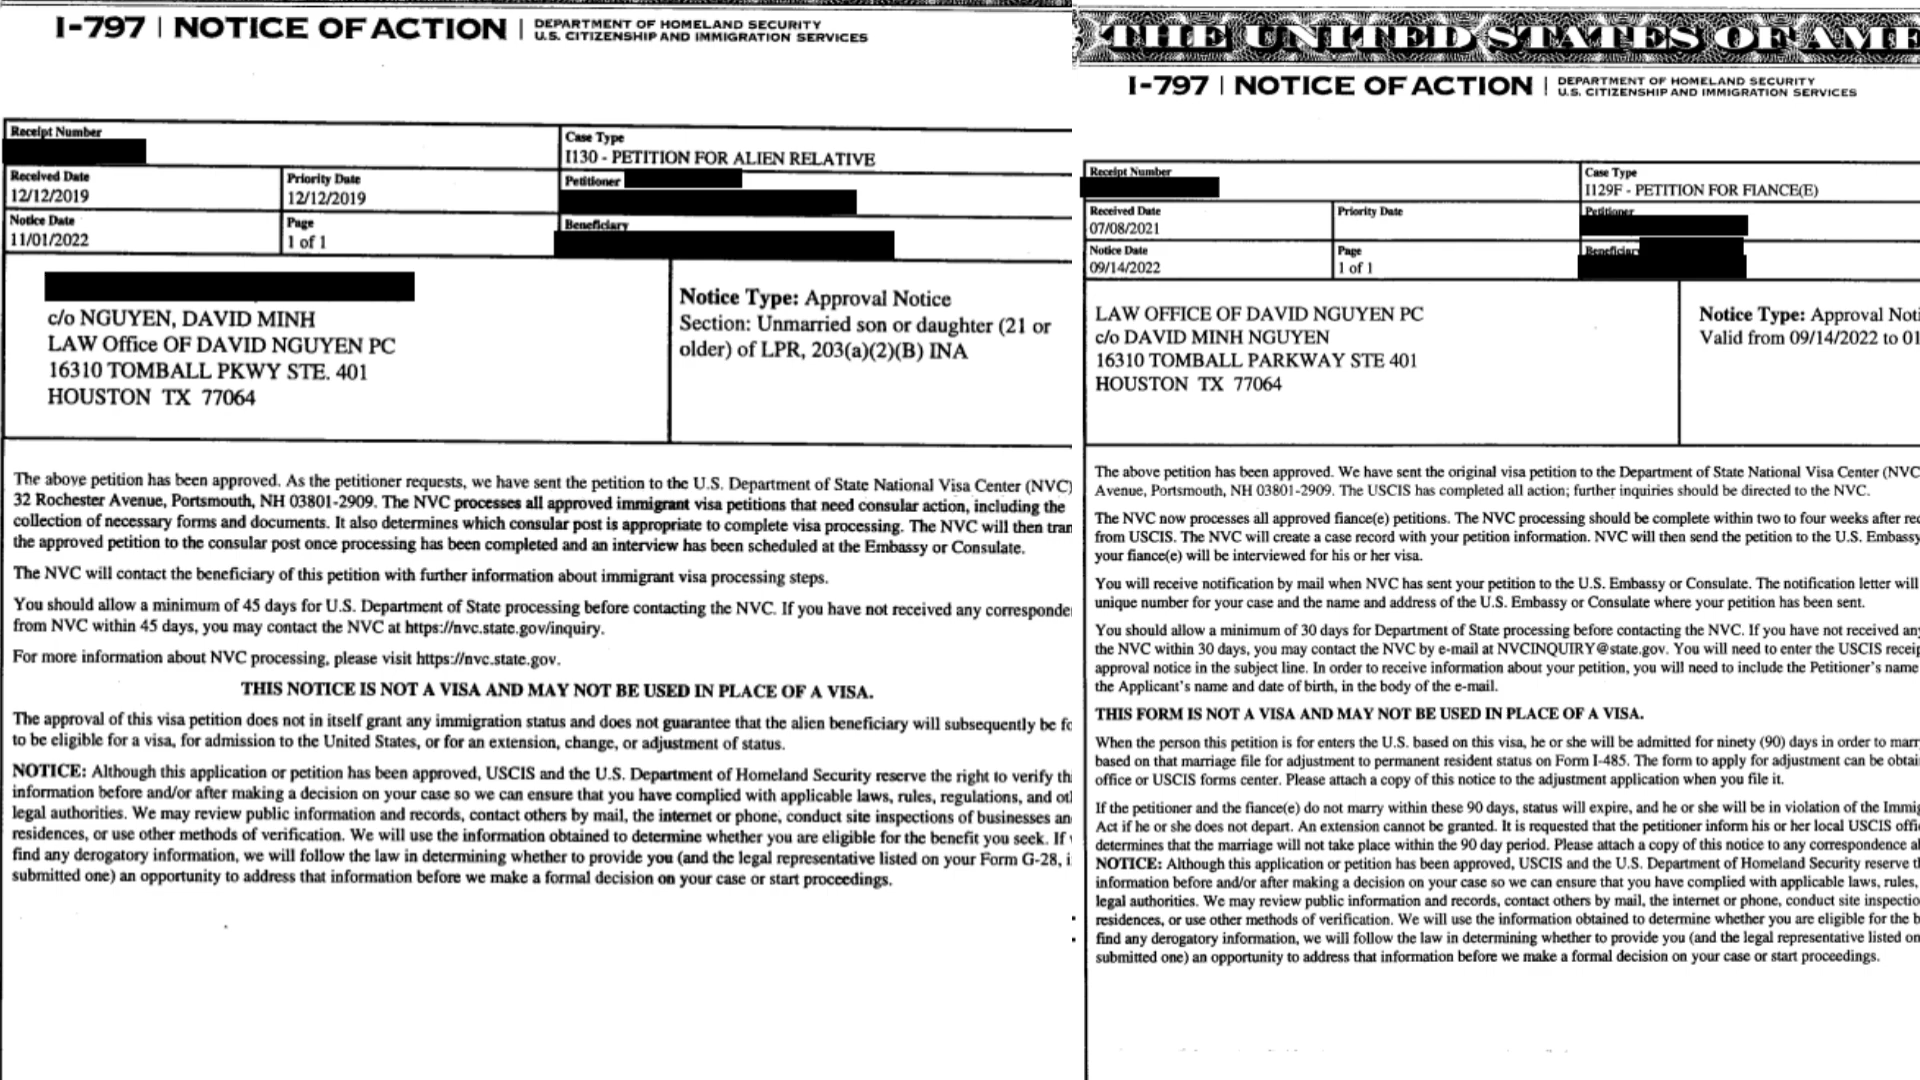 I-797 | NOTICE OF ACTION | DEPARTMENT OF HOMELAND SECURITY
U.S. CITIZENSHIP AND IMMIGRATION SERVICES
Receipt Number
Case Type
I130 - PETITION FOR ALIEN RELATIVE
Received Date
12/12/2019
Priority Date
12/12/2019
Petitioner
Notice Date
11/01/2022
Page
1 of 1
Beneficiary
c/o NGUYEN, DAVID MINH
LAW Office OF DAVID NGUYEN PC
16310 TOMBALL PKWY STE. 401
HOUSTON TX 77064
Notice Type: Approval Notice
Section: Unmarried son or daughter (21 or
older) of LPR, 203(a)(2)(B) INA
The above petition has been approved. As the petitioner requests, we have sent the petition to the U.S. Department of State National Visa Center (NVC)
32 Rochester Avenue, Portsmouth, NH 03801-2909. The NVC processes all approved immigrant visa petitions that need consular action, including the
collection of necessary forms and documents. It also determines which consular post is appropriate to complete visa processing. The NVC will then tran
the approved petition to the consular post once processing has been completed and an interview has been scheduled at the Embassy or Consulate.
The NVC will contact the beneficiary of this petition with further information about immigrant visa processing steps.
You should allow a minimum of 45 days for U.S. Department of State processing before contacting the NVC. If you have not received any corresponde
from NVC within 45 days, you may contact the NVC at https://nvc.state.gov/inquiry.
For more information about NVC processing, please visit https://nvc.state.gov.
THIS NOTICE IS NOT A VISA AND MAY NOT BE USED IN PLACE OF A VISA.
The approval of this visa petition does not in itself grant any immigration status and does not guarantee that the alien beneficiary will subsequently be fo
to be eligible for a visa, for admission to the United States, or for an extension, change, or adjustment of status.
NOTICE: Although this application or petition has been approved, USCIS and the U.S. Department of Homeland Security reserve the right to verify th
information before and/or after making a decision on your case so we can ensure that you have complied with applicable laws, rules, regulations, and ot
legal authorities. We may review public information and records, contact others by mail, the internet or phone, conduct site inspections of businesses an
residences, or use other methods of verification. We will use the information obtained to determine whether you are eligible for the benefit you seek. If
find any derogatory information, we will follow the law in determining whether to provide you (and the legal representative listed on your Form G-28, i
submitted one) an opportunity to address that information before we make a formal decision on your case or start proceedings.
THE UNITED STATES OF AME
I-797 | NOTICE OF ACTION | DEPARTMENT OF HOMELAND SECURITY
U.S. CITIZENSHIP AND IMMIGRATION SERVICES
Receipt Number
Case Type
I129F - PETITION FOR FIANCE(E)
Received Date
07/08/2021
Priority Date
Petitioner
Notice Date
09/14/2022
Page
1 of 1
Beneficiar
LAW OFFICE OF DAVID NGUYEN PC
c/o DAVID MINH NGUYEN
16310 TOMBALL PARKWAY STE 401
HOUSTON TX 77064
Notice Type: Approval Noti
Valid from 09/14/2022 to 01
The above petition has been approved. We have sent the original visa petition to the Department of State National Visa Center (NVC
Avenue, Portsmouth, NH 03801-2909. The USCIS has completed all action; further inquiries should be directed to the NVC.
The NVC now processes all approved fiance(e) petitions. The NVC processing should be complete within two to four weeks after rec
from USCIS. The NVC will create a case record with your petition information. NVC will then send the petition to the U.S. Embassy
your fiance(e) will be interviewed for his or her visa.
You will receive notification by mail when NVC has sent your petition to the U.S. Embassy or Consulate. The notification letter will
unique number for your case and the name and address of the U.S. Embassy or Consulate where your petition has been sent.
You should allow a minimum of 30 days for Department of State processing before contacting the NVC. If you have not received any
the NVC within 30 days, you may contact the NVC by e-mail at NVCINQUIRY@state.gov. You will need to enter the USCIS receip
approval notice in the subject line. In order to receive information about your petition, you will need to include the Petitioner's name
the Applicant's name and date of birth, in the body of the e-mail.
THIS FORM IS NOT A VISA AND MAY NOT BE USED IN PLACE OF A VISA.
When the person this petition is for enters the U.S. based on this visa, he or she will be admitted for ninety (90) days in order to marr
based on that marriage file for adjustment to permanent resident status on Form I-485. The form to apply for adjustment can be obtai
office or USCIS forms center. Please attach a copy of this notice to the adjustment application when you file it.
If the petitioner and the fiance(e) do not marry within these 90 days, status will expire, and he or she will be in violation of the Immig
Act if he or she does not depart. An extension cannot be granted. It is requested that the petitioner inform his or her local USCIS offi
determines that the marriage will not take place within the 90 day period. Please attach a copy of this notice to any correspondence a
NOTICE: Although this application or petition has been approved, USCIS and the U.S. Department of Homeland Security reserve t
information before and/or after making a decision on your case so we can ensure that you have complied with applicable laws, rules,
legal authorities. We may review public information and records, contact others by mail, the internet or phone, conduct site inspectio
residences, or use other methods of verification. We will use the information obtained to determine whether you are eligible for the b
find any derogatory information, we will follow the law in determining whether to provide you (and the legal representative listed on
submitted one) an opportunity to address that information before we make a formal decision on your case or start proceedings.